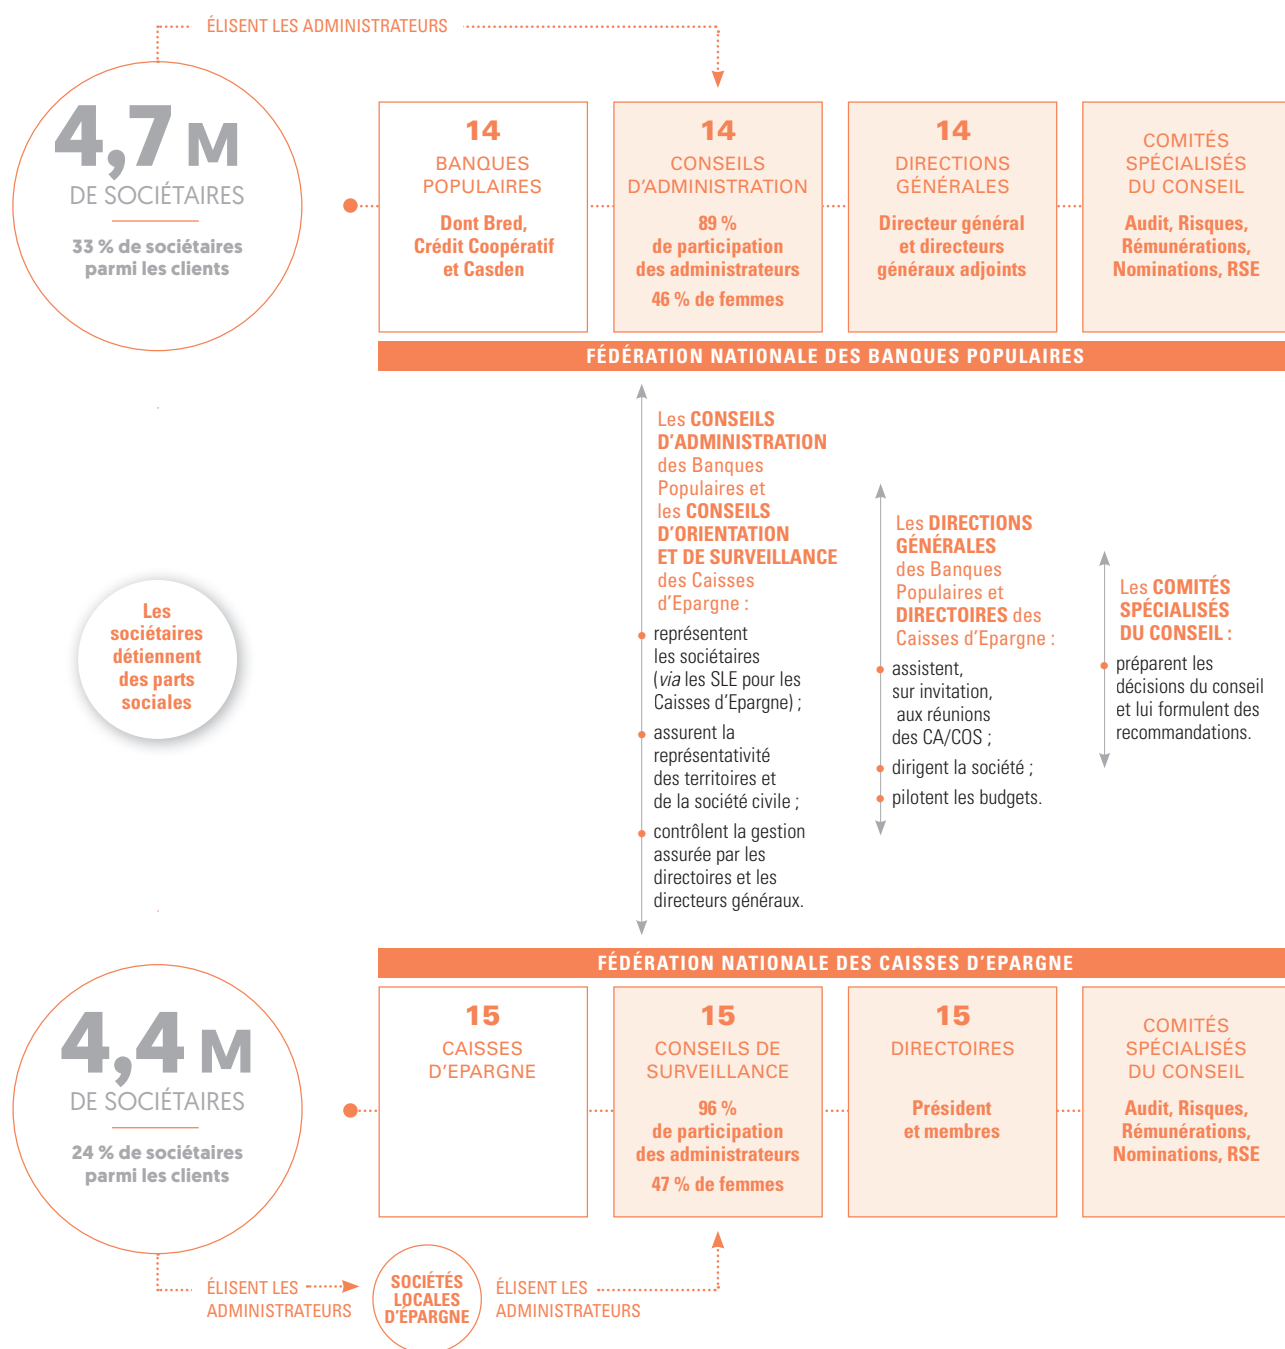 ÉLISENT LES ADMINISTRATEURS
4,7 M
DE SOCIÉTAIRES
33 % de sociétaires
parmi les clients
14
BANQUES
POPULAIRES
Dont Bred,
Crédit Coopératif
et Casden
14
CONSEILS
D'ADMINISTRATION
89 %
de participation
des administrateurs
46 % de femmes
14
DIRECTIONS
GÉNÉRALES
Directeur général
et directeurs
généraux adjoints
COMITÉS
SPÉCIALISÉS
DU CONSEIL
Audit, Risques,
Rémunérations,
Nominations, RSE
FÉDÉRATION NATIONALE DES BANQUES POPULAIRES
Les
sociétaires
détiennent
des parts
sociales
Les CONSEILS
D'ADMINISTRATION
des Banques
Populaires et
les CONSEILS
D'ORIENTATION
ET DE SURVEILLANCE
des Caisses
d'Epargne :
représentent
les sociétaires
(via les SLE pour les
Caisses d'Epargne) ;
assurent la
représentativité
des territoires et
de la société civile ;
contrôlent la gestion
assurée par les
directoires et les
directeurs généraux.
Les DIRECTIONS
GÉNÉRALES
des Banques
Populaires et
DIRECTOIRES des
Caisses d'Epargne :
assistent,
sur invitation,
aux réunions
des CA/COS ;
dirigent la société ;
pilotent les budgets.
Les COMITÉS
SPÉCIALISÉS
DU CONSEIL :
préparent les
décisions du conseil
et lui formulent des
recommandations.
FÉDÉRATION NATIONALE DES CAISSES D'EPARGNE
4,4 M
DE SOCIÉTAIRES
24 % de sociétaires
parmi les clients
15
CAISSES
D'EPARGNE
15
CONSEILS DE
SURVEILLANCE
96 %
de participation
des administrateurs
47 % de femmes
15
DIRECTOIRES
Président
et membres
COMITÉS
SPÉCIALISÉS
DU CONSEIL
Audit, Risques,
Rémunérations,
Nominations, RSE
ÉLISENT LES
ADMINISTRATEURS
SOCIÉTÉS
LOCALES
D'ÉPARGNE
ÉLISENT LES
ADMINISTRATEURS